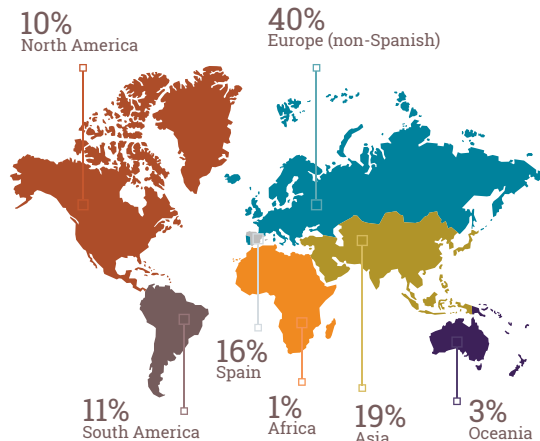 10%
North America
40%
Europe (non-Spanish)
16%
Spain
11%
South America
1%
Africa
19%
Asia
3%
Oceania